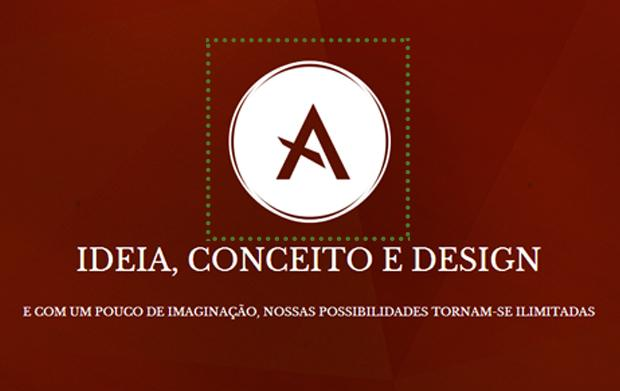 A
IDEIA, CONCEITO E DESIGN
E COM UM POUCO DE IMAGINAÇÃO, NOSSAS POSSIBILIDADES TORNAM-SE ILIMITADAS